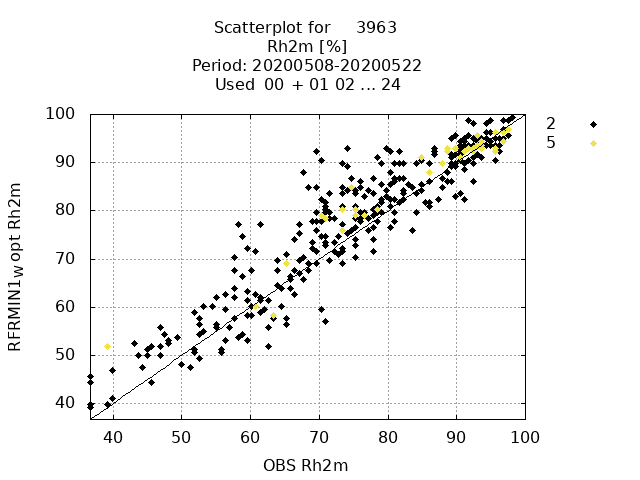 Scatterplot for 3963
Rh2m [%]
Period: 20200508-20200522
Used 00 + 01 02 ... 24
2
5
100
90
80
70
60
50
40
RFRMIN1w opt Rh2m
40 50 60 70 80 90 100
OBS Rh2m